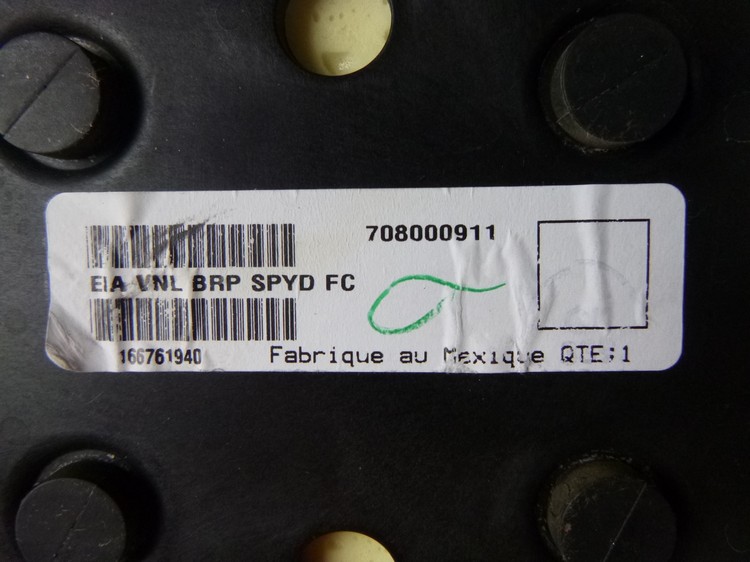 708000911
EIA VNL BRP SPYD FC
166761940 Fabrique au Mexique QTE:1